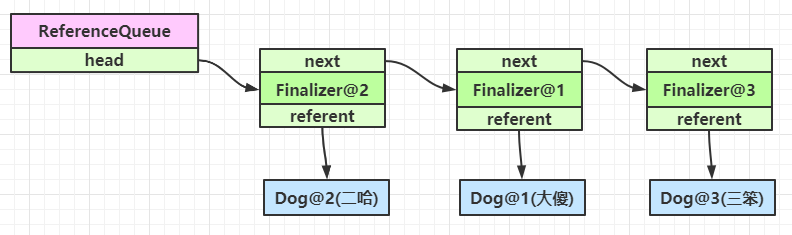 ReferenceQueue
head
next
Finalizer@2
referent
next
Finalizer@1
referent
next
Finalizer@3
referent
Dog@2(二哈)
Dog@1(大傻)
Dog@3(三笨)